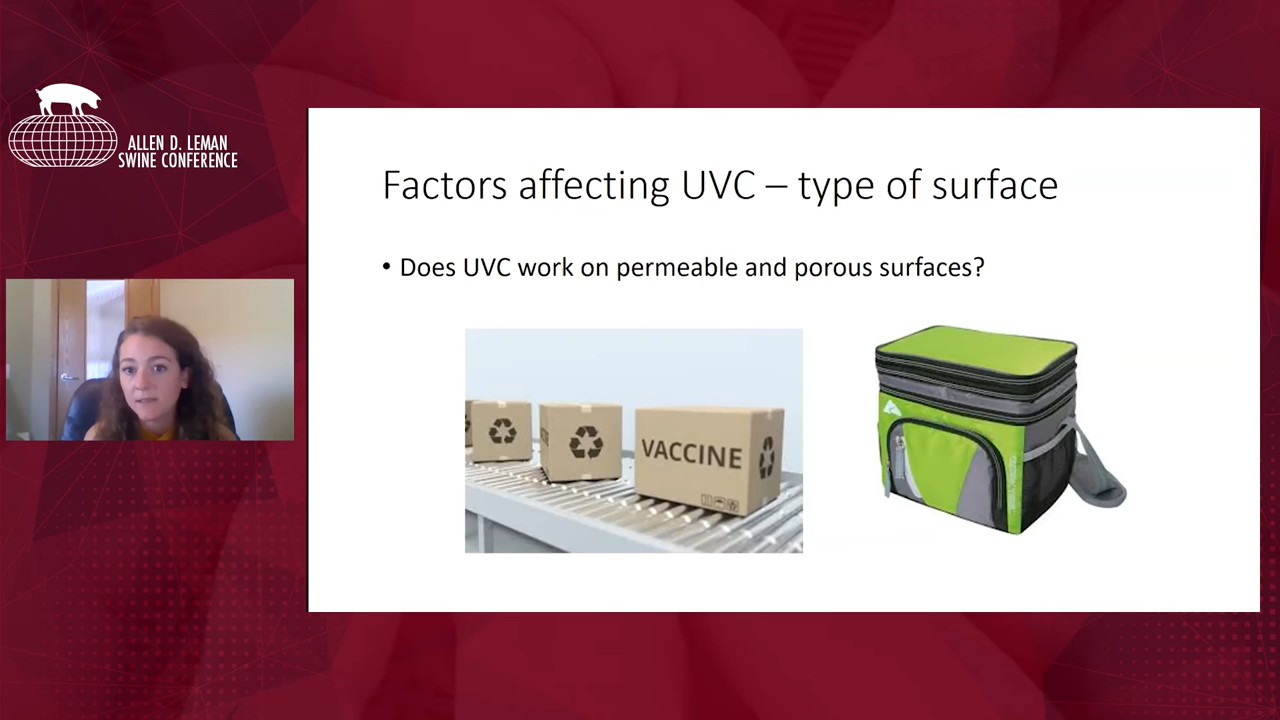 ALLEN D. LEMAN
SWINE CONFERENCE
Factors affecting UVC – type of surface
• Does UVC work on permeable and porous surfaces?
VACCINE